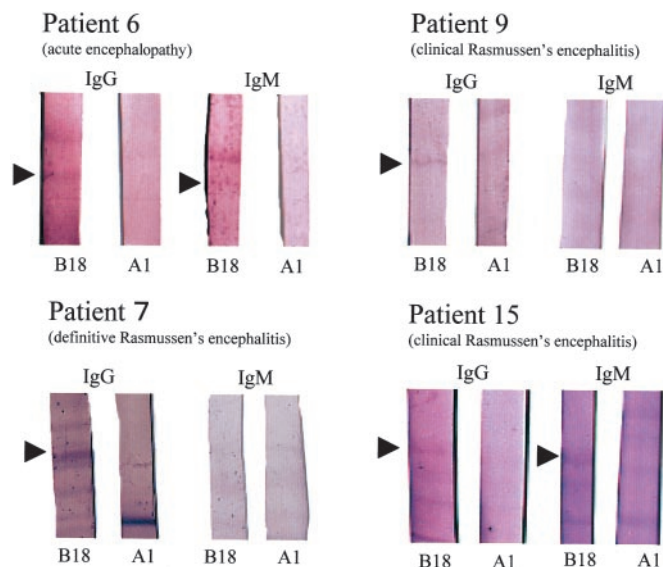 Patient 6
(acute encephalopathy)
IgG
IgM
B18
A1
B18
A1
Patient 9
(clinical Rasmussen's encephalitis)
IgG
IgM
B18
A1
B18
A1
Patient 7
(definitive Rasmussen's encephalitis)
IgG
IgM
B18
A1
B18
A1
Patient 15
(clinical Rasmussen's encephalitis)
IgG
IgM
B18
A1
B18
A1